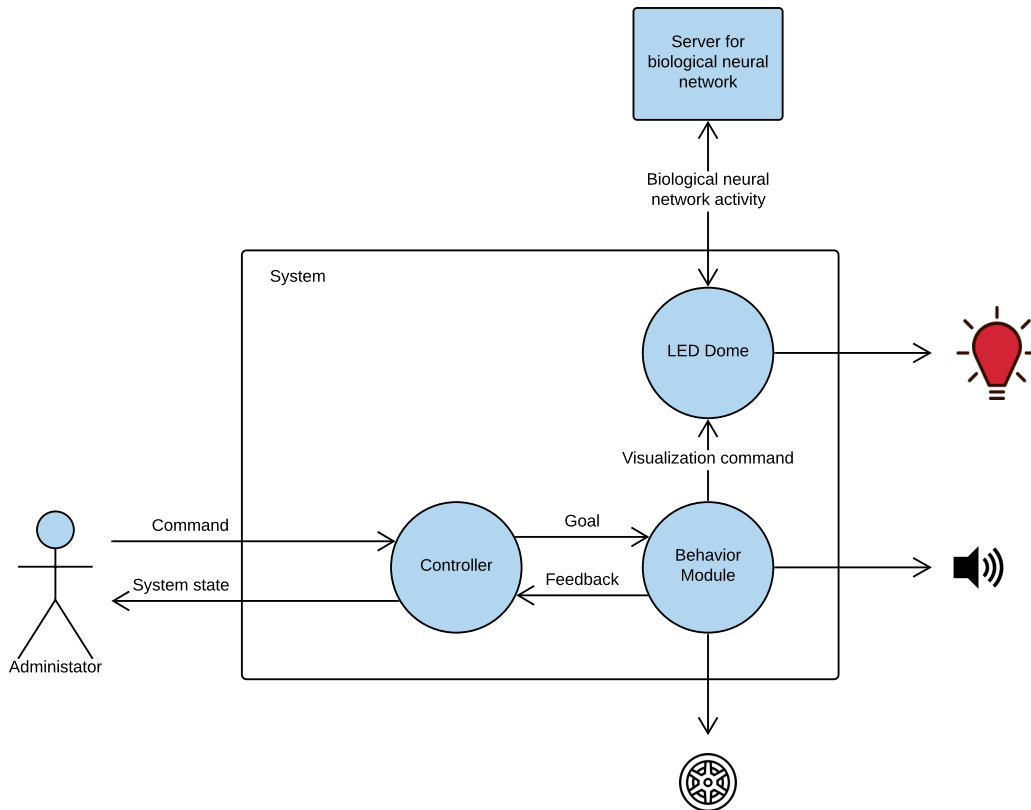 Server for
biological neural
network
Biological neural
network activity
System
LED Dome
Visualization command
Command
Goal
Controller
Behavior
Module
System state
Feedback
Administator